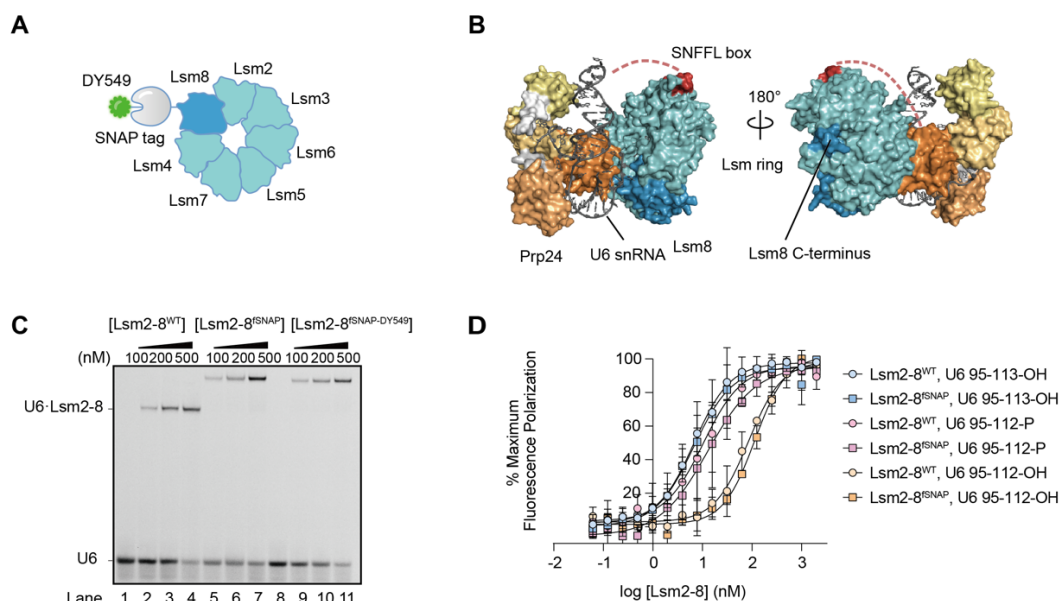 A
DY549
SNAP tag
Lsm8
Lsm2
Lsm3
Lsm6
Lsm5
Lsm7
Lsm4
B
SNFFL box
180°
Lsm ring
Prp24
U6 snRNA
Lsm8
Lsm8 C-terminus
C
[Lsm2-8WT] [Lsm2-8fSNAP] [Lsm2-8fSNAP-DY549]
(nM) 100 200 500 100 200 500 100 200 500
U6·Lsm2-8
U6
Lane 1 2 3 4 5 6 7 8 9 10 11
D
% Maximum Fluorescence Polarization
100
80
60
40
20
-2 -1 0 1 2 3
log [Lsm2-8] (nM)
Lsm2-8WT, U6 95-113-OH
Lsm2-8fSNAP, U6 95-113-OH
Lsm2-8WT, U6 95-112-P
Lsm2-8fSNAP, U6 95-112-P
Lsm2-8WT, U6 95-112-OH
Lsm2-8fSNAP, U6 95-112-OH